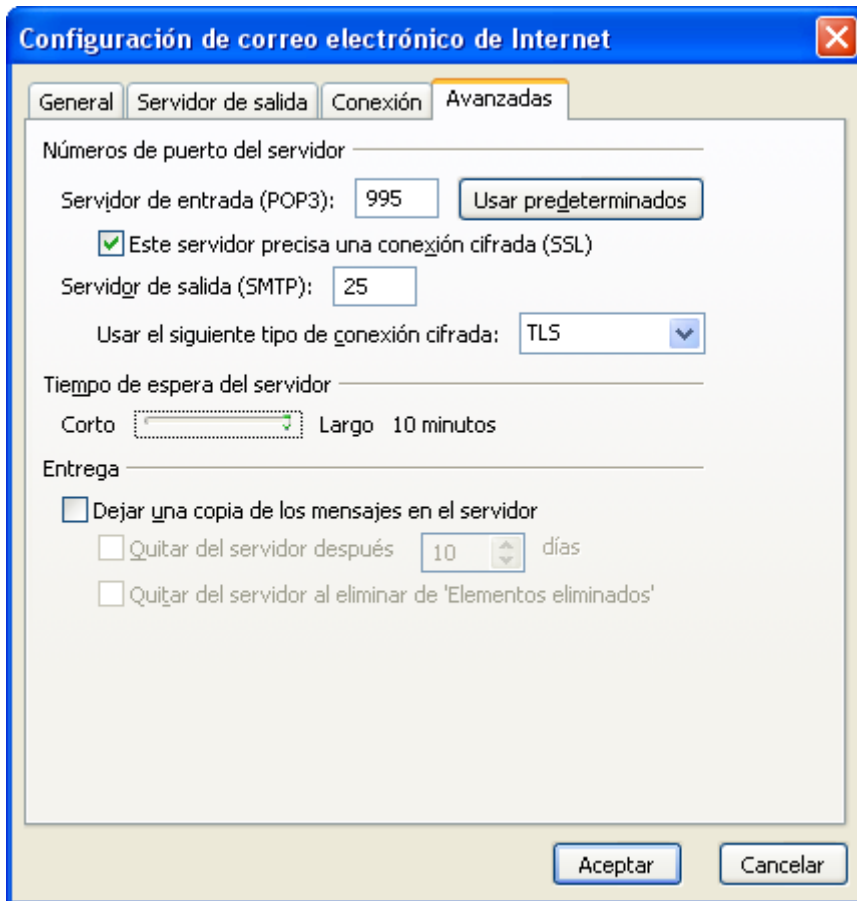 Configuración de correo electrónico de Internet
General Servidor de salida Conexión Avanzadas
Números de puerto del servidor
Servidor de entrada (POP3): 995 Usar predeterminados
Este servidor precisa una conexión cifrada (SSL)
Servidor de salida (SMTP): 25
Usar el siguiente tipo de conexión cifrada: TLS
Tiempo de espera del servidor
Corto Largo 10 minutos
Entrega
Dejar una copia de los mensajes en el servidor
Quitar del servidor después 10 días
Quitar del servidor al eliminar de 'Elementos eliminados'
Aceptar Cancelar